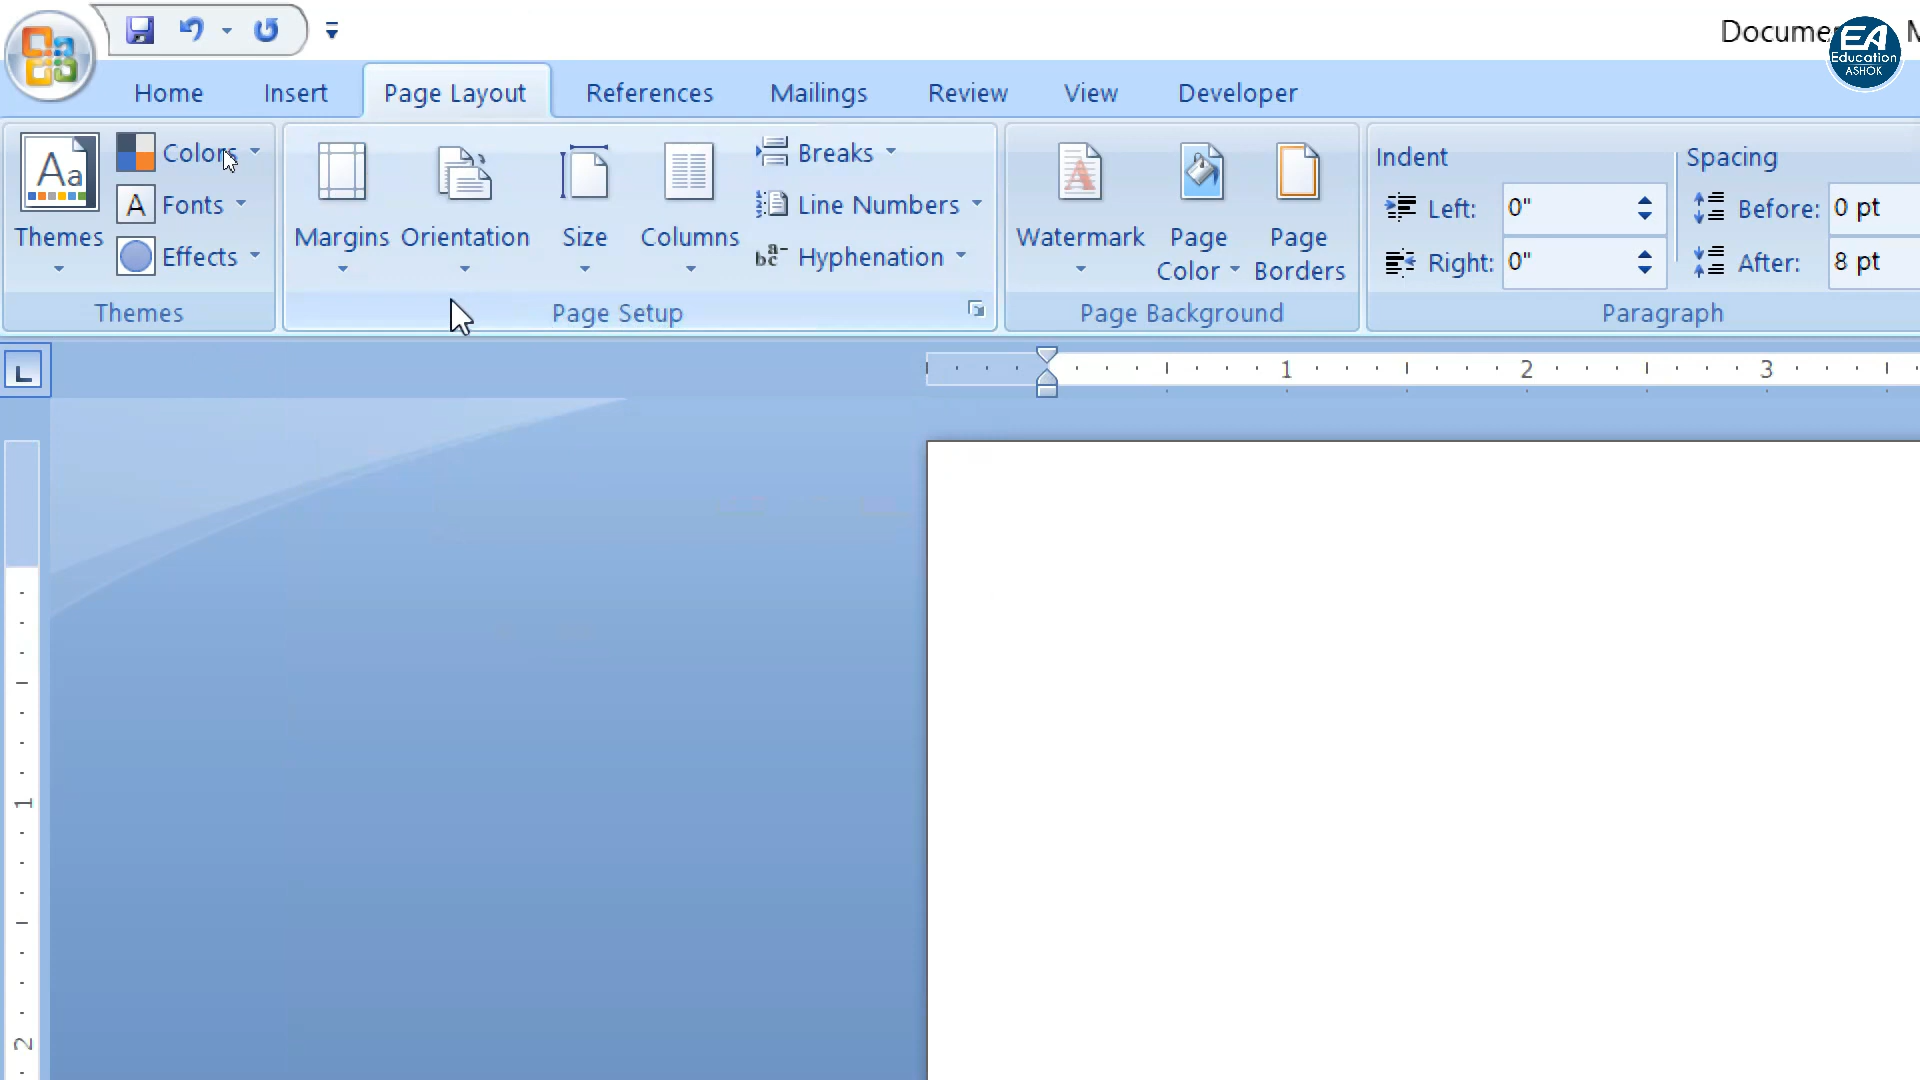 Docume
EA
Education
ASHOK
Home Insert Page Layout References Mailings Review View Developer
Aa Colors Breaks Indent Spacing
A Fonts Line Numbers Left: 0" Before: 0 pt
Themes Effects Margins Orientation Size Columns Hyphenation Watermark Page Color Page Borders Right: 0" After: 8 pt
Themes Page Setup Page Background Paragraph
1 2 3
1
2